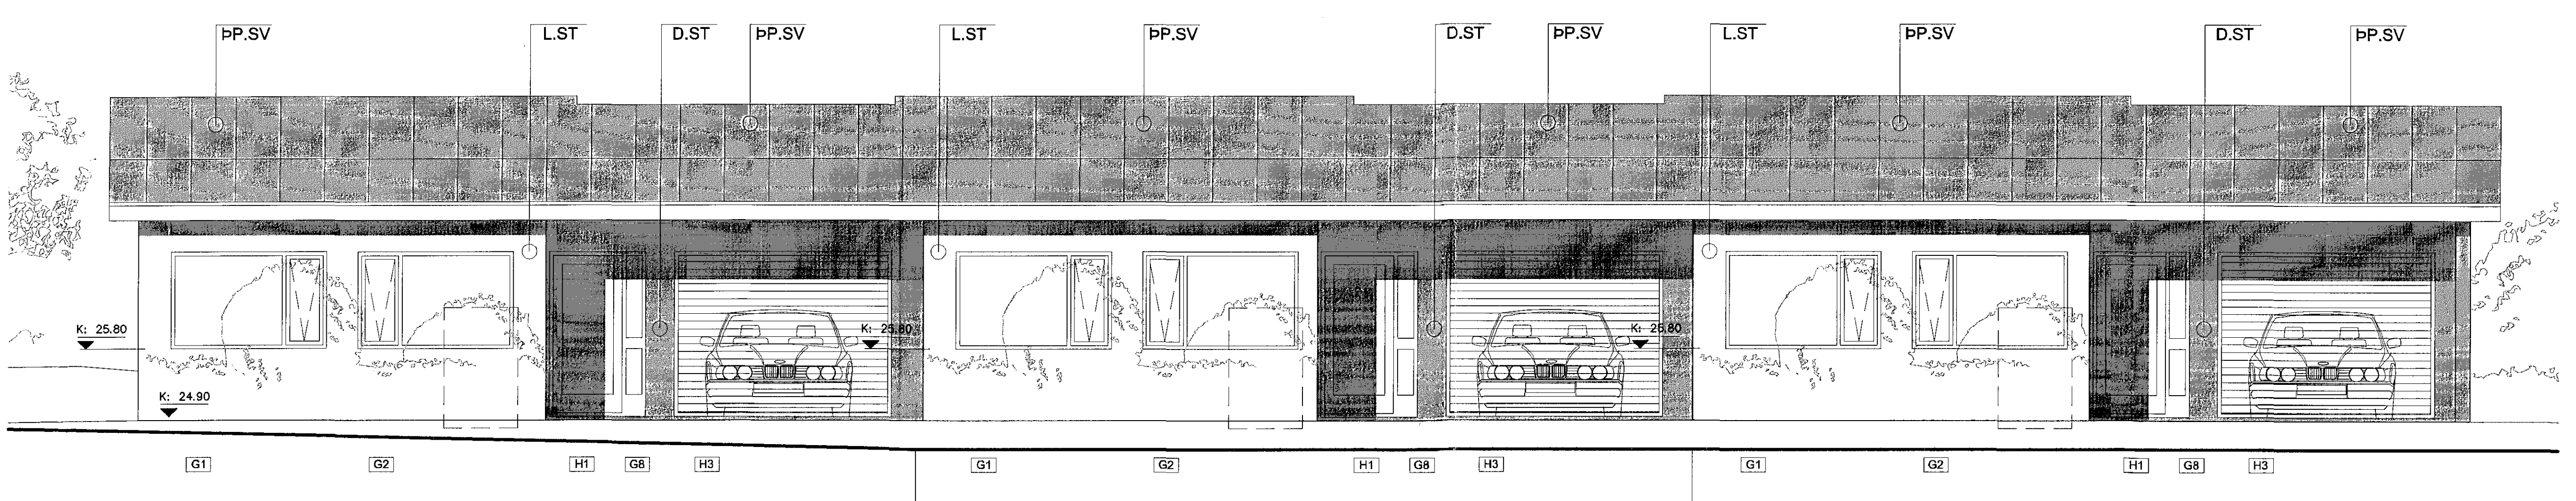 ÞP.SV L.ST D.ST ÞP.SV L.ST ÞP.SV D.ST ÞP.SV L.ST ÞP.SV D.ST ÞP.SV
K: 25.80 K: 25.80 K: 25.80
K: 24.90
G1 G2 H1 G8 H3 G1 G2 H1 G8 H3 G1 G2 H1 G8 H3